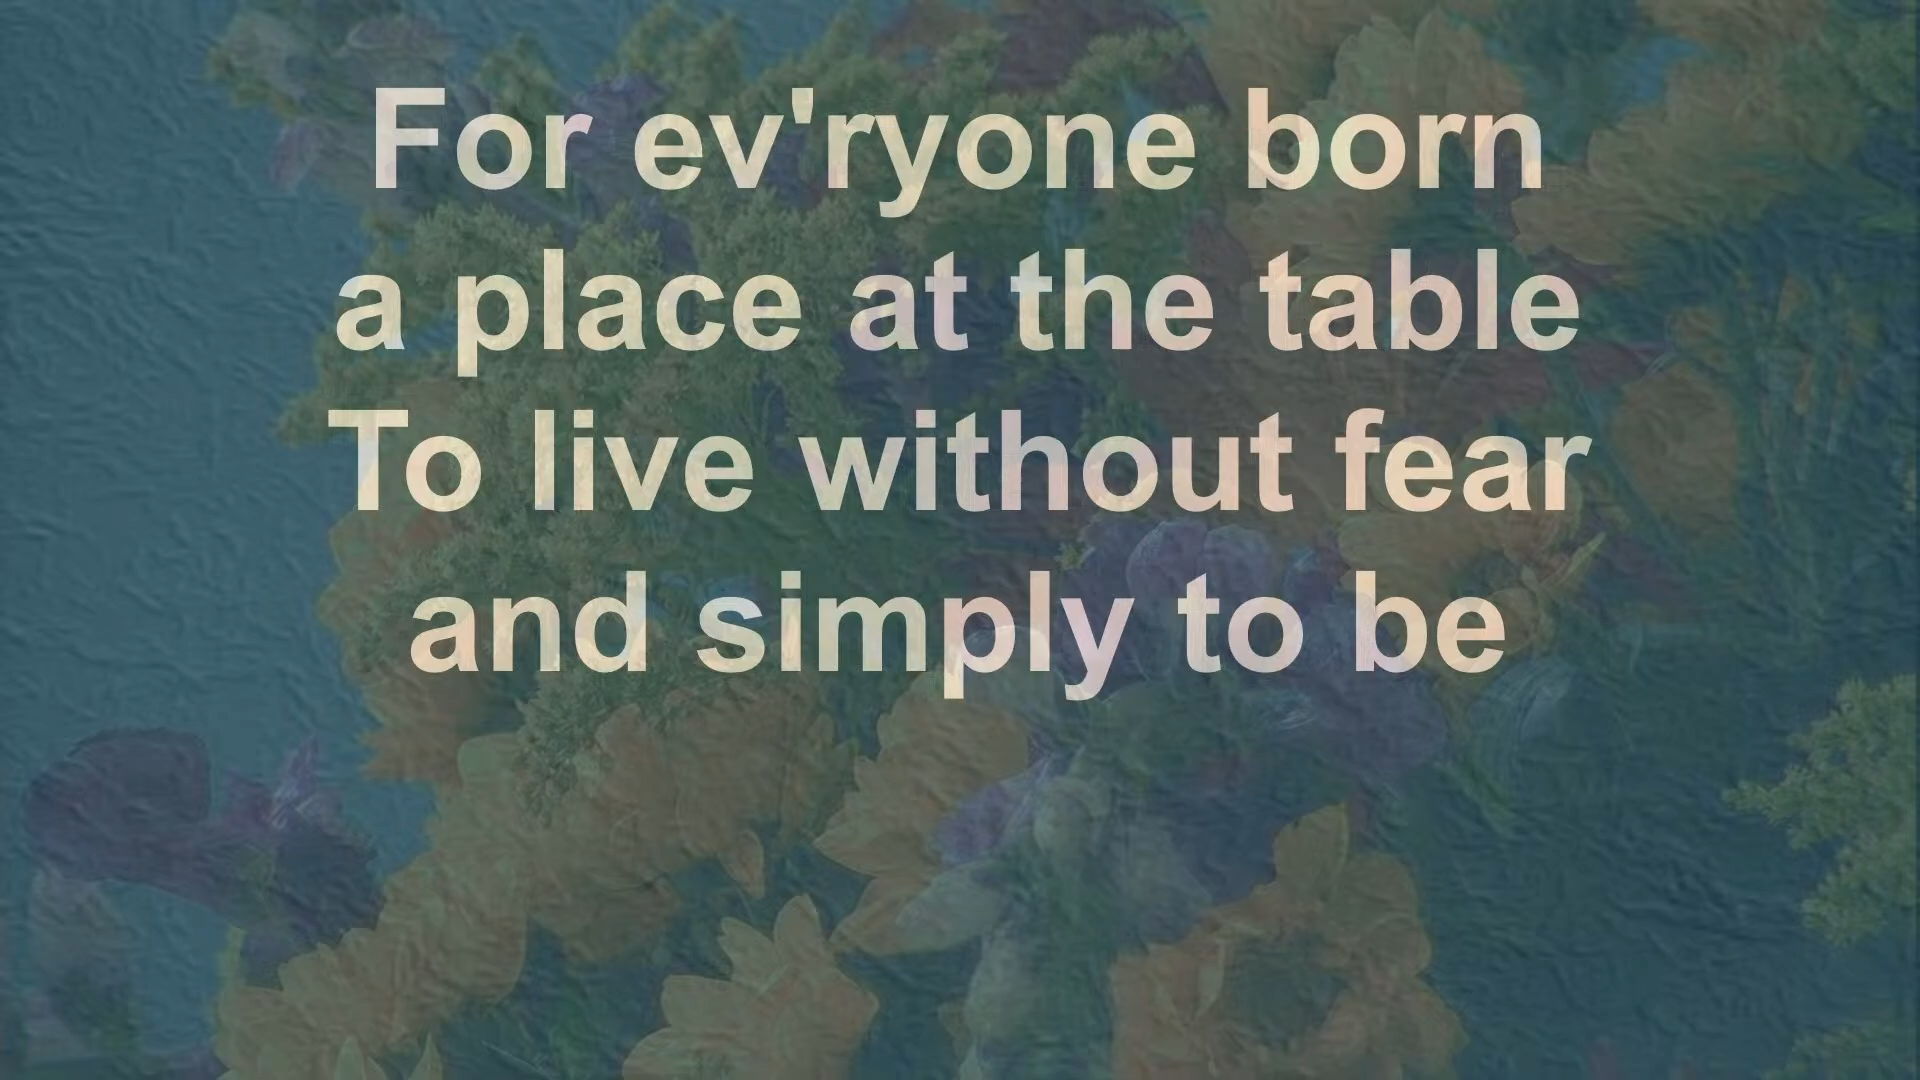 For ev'ryone born
a place at the table
To live without fear
and simply to be